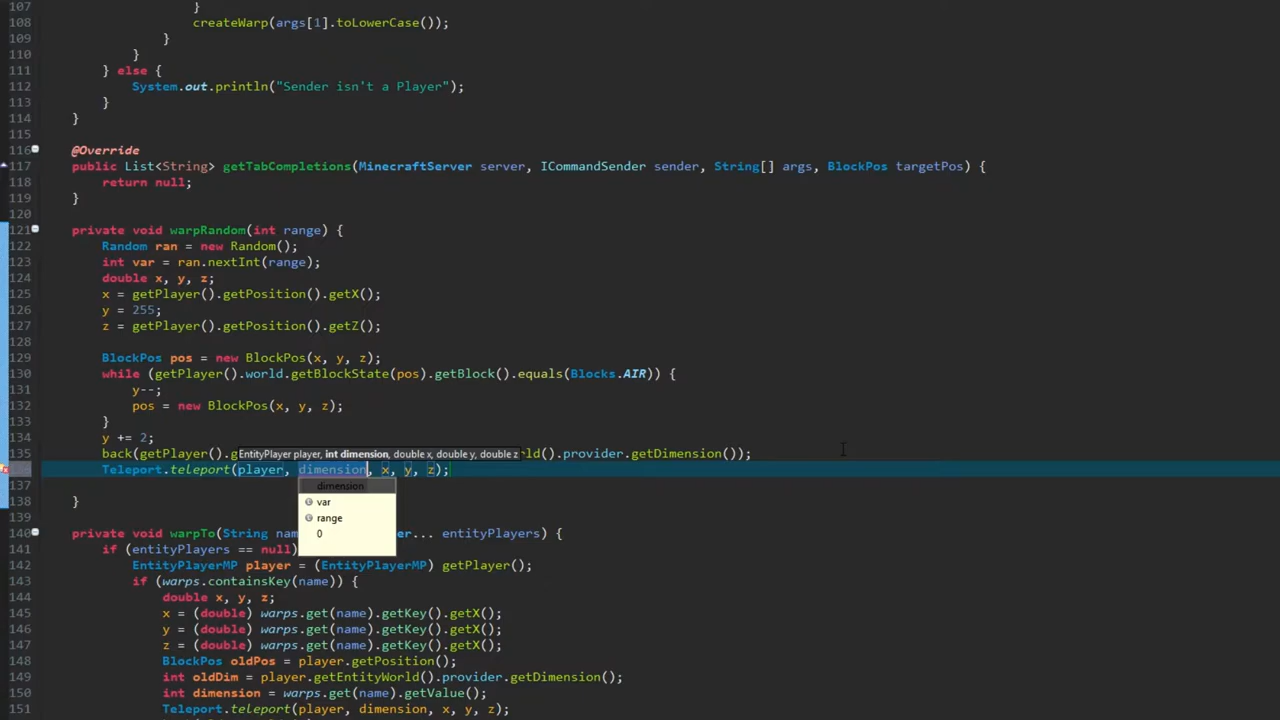 107 }
108 createWarp(args[1].toLowerCase());
109 }
110 }
111 } else {
112 System.out.println("Sender isn't a Player");
113 }
114 }
115
116 @Override
117 public List<String> getTabCompletions(MinecraftServer server, ICommandSender sender, String[] args, BlockPos targetPos) {
118 return null;
119 }
120
121 private void warpRandom(int range) {
122 Random ran = new Random();
123 int var = ran.nextInt(range);
124 double x, y, z;
125 x = getPlayer().getPosition().getX();
126 y = 255;
127 z = getPlayer().getPosition().getZ();
128
129 BlockPos pos = new BlockPos(x, y, z);
130 while (getPlayer().world.getBlockState(pos).getBlock().equals(Blocks.AIR)) {
131 y--;
132 pos = new BlockPos(x, y, z);
133 }
134 y += 2;
EntityPlayer player, int dimension, double x, double y, double z
135 back(getPlayer().g ld().provider.getDimension());
Teleport.teleport(player, dimension, x, y, z);
137 dimension
138 }
var
range
139 0
140 private void warpTo(String nam er... entityPlayers) {
141 if (entityPlayers == null)
142 EntityPlayerMP player = (EntityPlayerMP) getPlayer();
143 if (warps.containsKey(name)) {
144 double x, y, z;
145 x = (double) warps.get(name).getKey().getX();
146 y = (double) warps.get(name).getKey().getX();
147 z = (double) warps.get(name).getKey().getX();
148 BlockPos oldPos = player.getPosition();
149 int oldDim = player.getEntityWorld().provider.getDimension();
150 int dimension = warps.get(name).getValue();
151 Teleport.teleport(player, dimension, x, y, z);